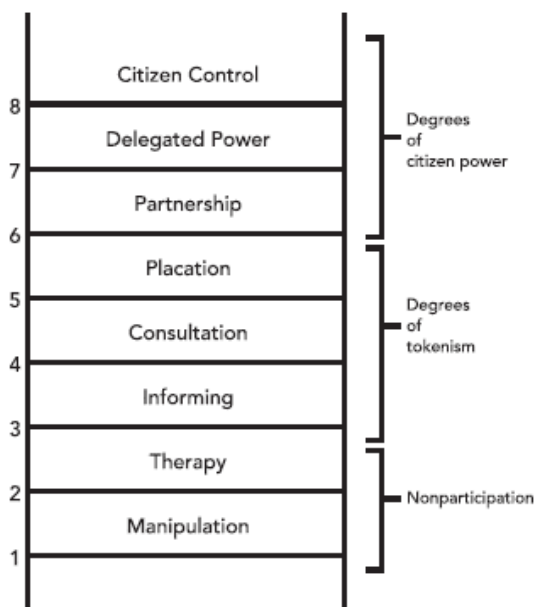 Citizen Control
8
Delegated Power
7
Partnership
6
Placation
5
Consultation
4
Informing
3
Therapy
2
Manipulation
1
Degrees
of
citizen power
Degrees
of
tokenism
Nonparticipation